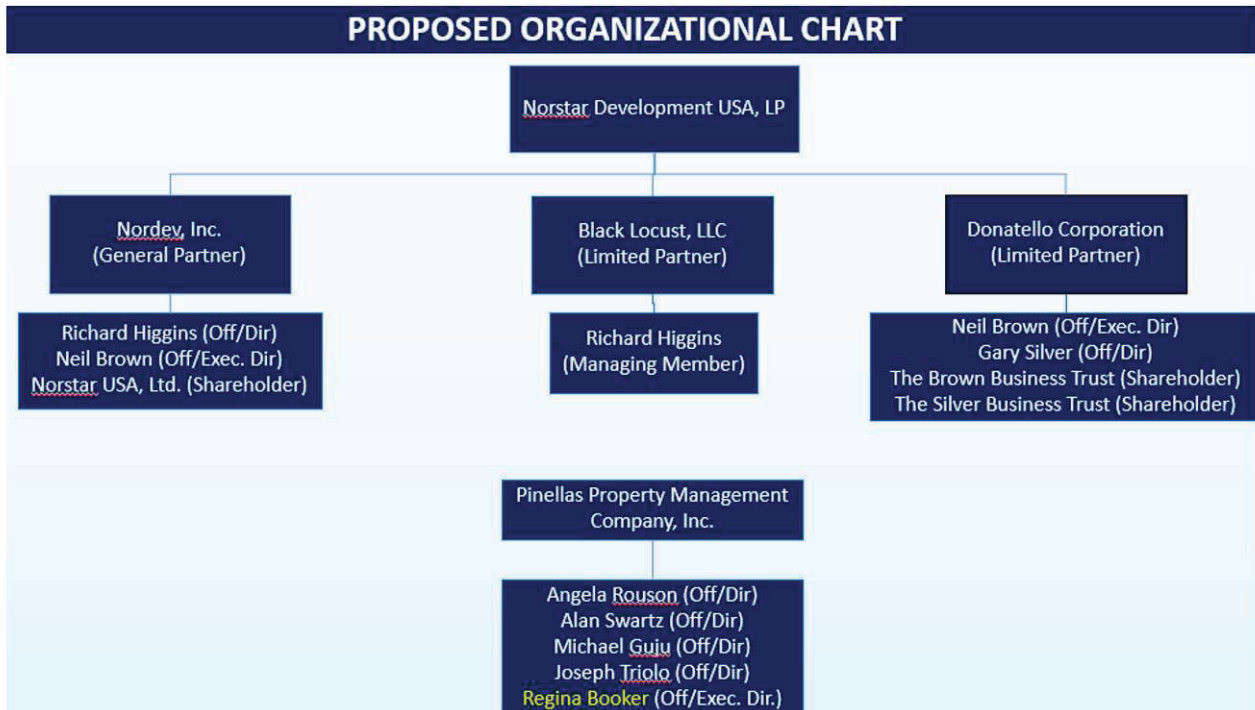 PROPOSED ORGANIZATIONAL CHART
Norstar Development USA, LP
Nordev, Inc.
(General Partner)
Black Locust, LLC
(Limited Partner)
Donatello Corporation
(Limited Partner)
Richard Higgins (Off/Dir)
Neil Brown (Off/Exec. Dir)
Norstar USA, Ltd. (Shareholder)
Richard Higgins
(Managing Member)
Neil Brown (Off/Exec. Dir)
Gary Silver (Off/Dir)
The Brown Business Trust (Shareholder)
The Silver Business Trust (Shareholder)
Pinellas Property Management
Company, Inc.
Angela Rouson (Off/Dir)
Alan Swartz (Off/Dir)
Michael Guju (Off/Dir)
Joseph Triolo (Off/Dir)
Regina Booker (Off/Exec. Dir.)